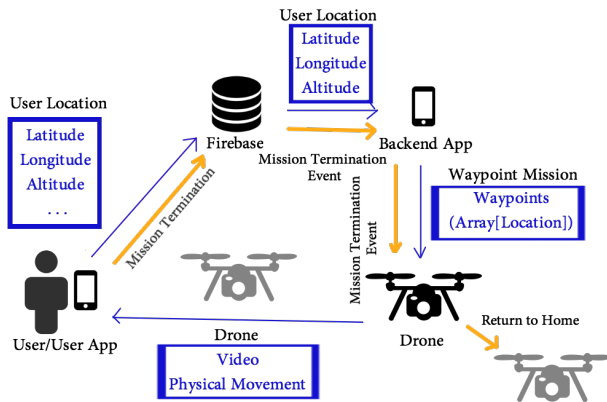 User Location
Latitude
Longitude
Altitude
User Location
Latitude
Longitude
Altitude
...
Firebase
Backend App
Mission Termination
Event
Mission Termination
Waypoint Mission
Waypoints
(Array[Location])
Mission Termination
Event
User/User App
Drone
Drone
Video
Physical Movement
Return to Home